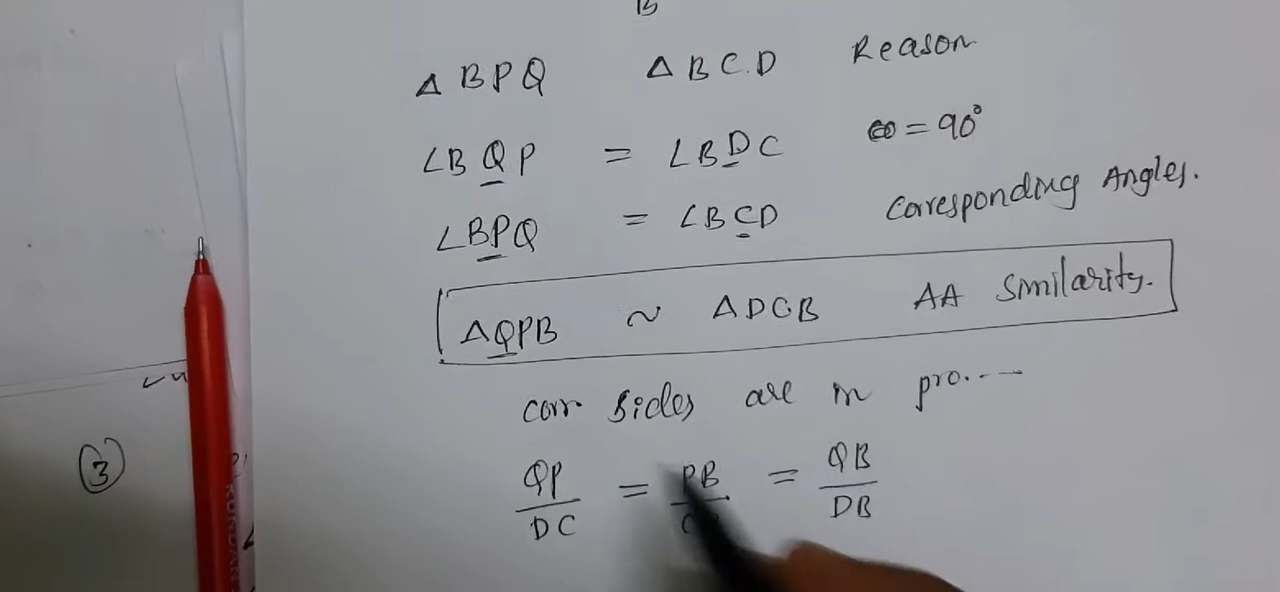 B
Δ BPQ Δ BCD Reason
∠BQP = ∠BDC = 90°
∠BPQ = ∠BCD Corresponding Angles.
ΔQPB ~ ΔDCB AA Similarity.
corr sides are in pro....—
QP/DC = PB/ = QB/DB
3